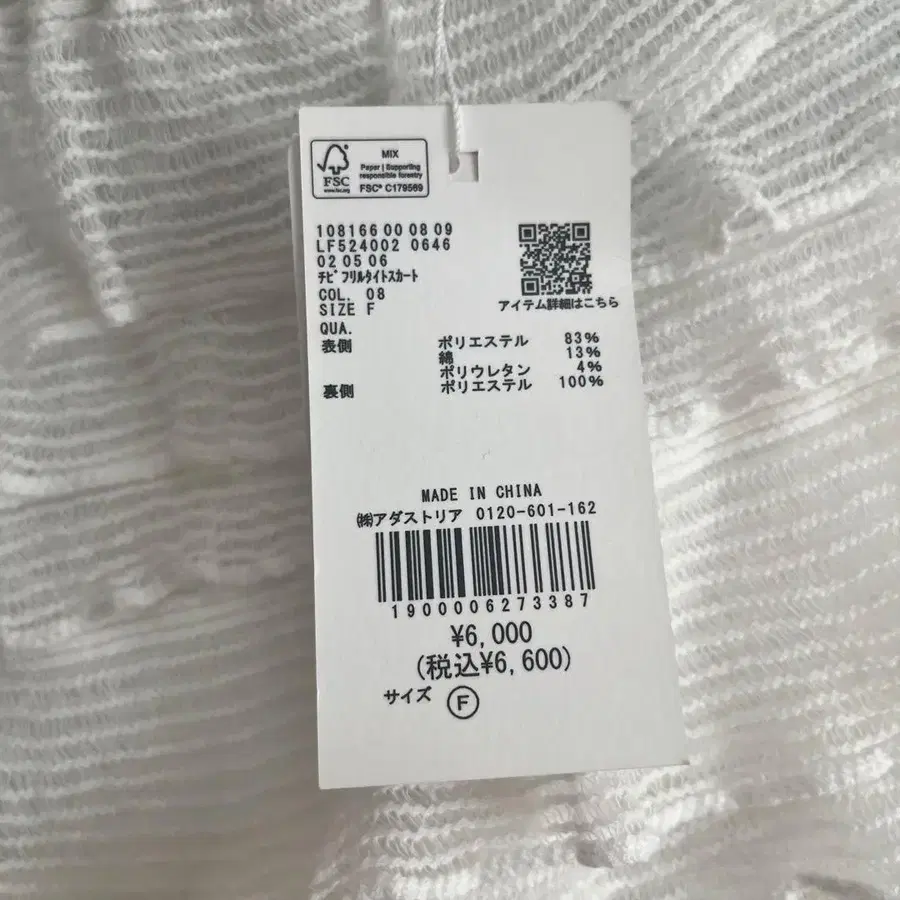 FSC
www.fsc.org
MIX
Paper | Supporting
responsible forestry
FSC® C179569
108166 00 08 09
LF524002 0646
02 05 06
チビフリルタイトスカート
COL. 08
SIZE F
QUA.
アイテム詳細はこちら
表側 ポリエステル 83%
綿 13%
ポリウレタン 4%
裏側 ポリエステル 100%
MADE IN CHINA
㈱アダストリア 0120-601-162
1900006273387
¥6,000
(税込¥6,600)
サイズ Ⓕ